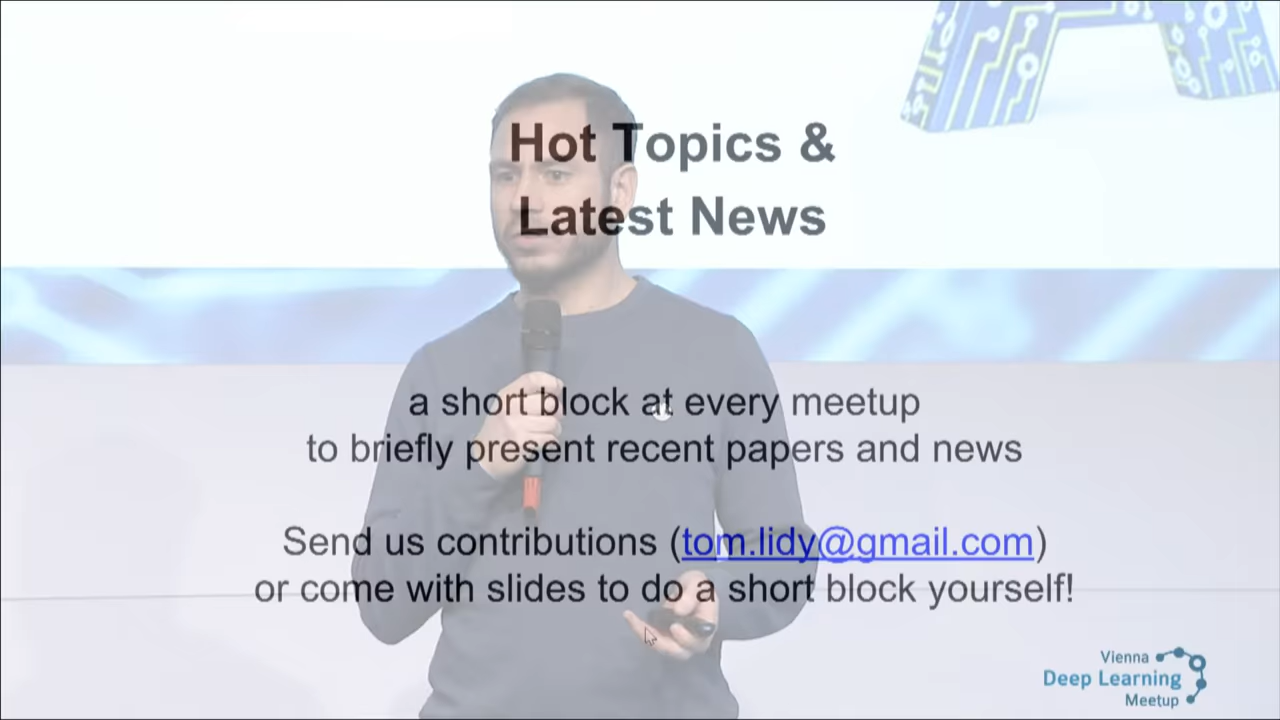 Hot Topics &
Latest News
a short block at every meetup
to briefly present recent papers and news
Send us contributions (tom.lidy@gmail.com)
or come with slides to do a short block yourself!
Vienna
Deep Learning
Meetup